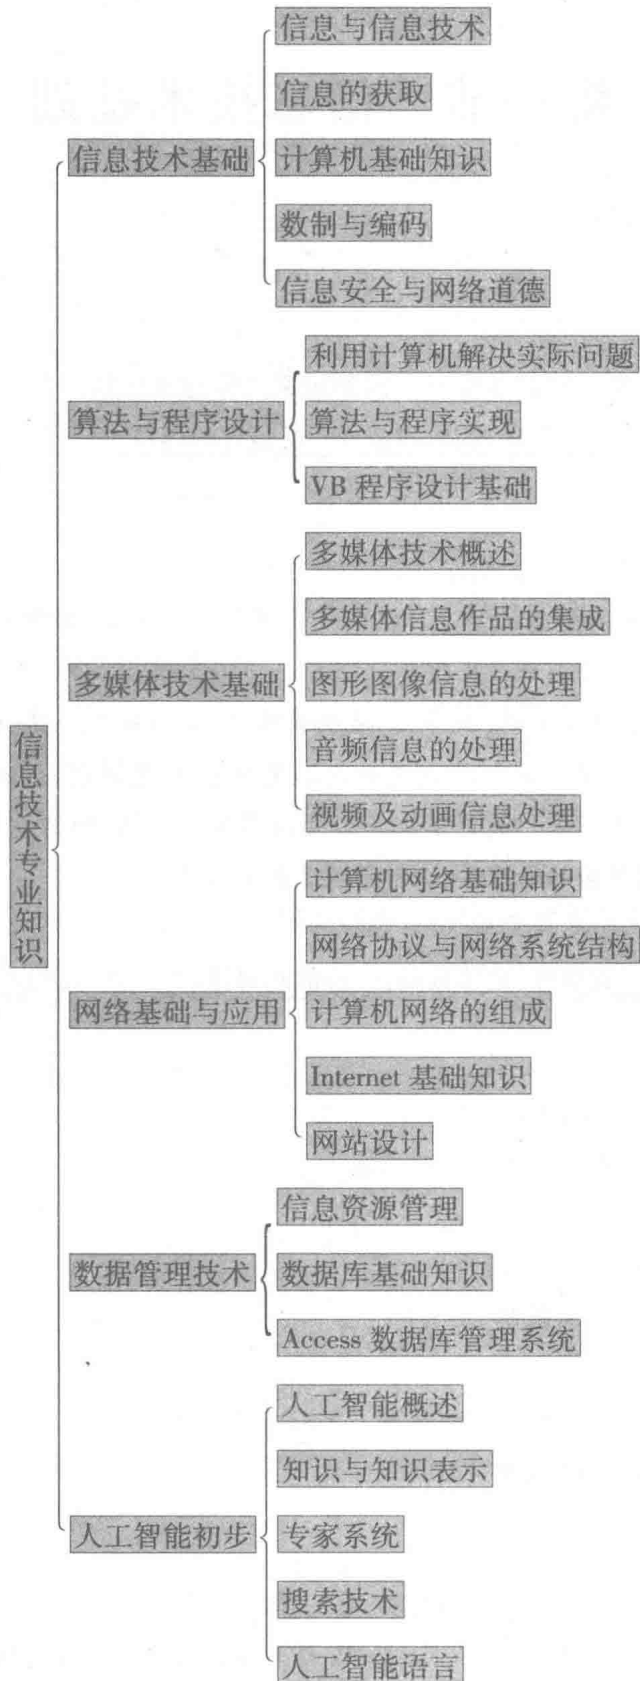 信息技术专业知识
信息技术基础
信息与信息技术
信息的获取
计算机基础知识
数制与编码
信息安全与网络道德
算法与程序设计
利用计算机解决实际问题
算法与程序实现
VB 程序设计基础
多媒体技术基础
多媒体技术概述
多媒体信息作品的集成
图形图像信息的处理
音频信息的处理
视频及动画信息处理
网络基础与应用
计算机网络基础知识
网络协议与网络系统结构
计算机网络的组成
Internet 基础知识
网站设计
数据管理技术
信息资源管理
数据库基础知识
Access 数据库管理系统
人工智能初步
人工智能概述
知识与知识表示
专家系统
搜索技术
人工智能语言